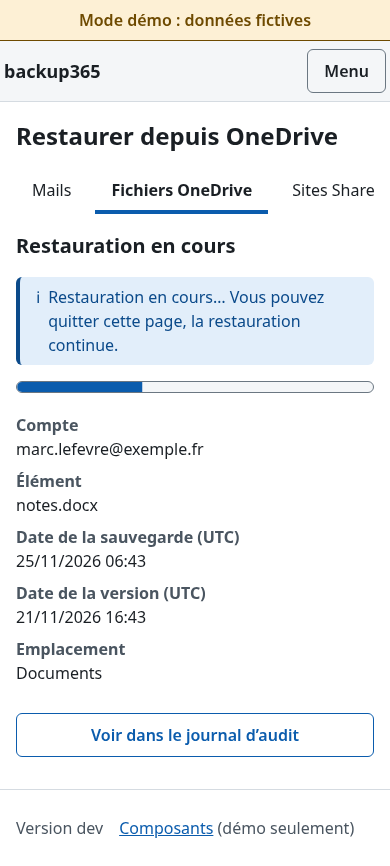 Mode démo : données fictives
backup365
Menu
Restaurer depuis OneDrive
Mails
Fichiers OneDrive
Sites Share
Restauration en cours
i Restauration en cours… Vous pouvez
quitter cette page, la restauration
continue.
Compte
marc.lefevre@exemple.fr
Élément
notes.docx
Date de la sauvegarde (UTC)
25/11/2026 06:43
Date de la version (UTC)
21/11/2026 16:43
Emplacement
Documents
Voir dans le journal d’audit
Version dev Composants (démo seulement)